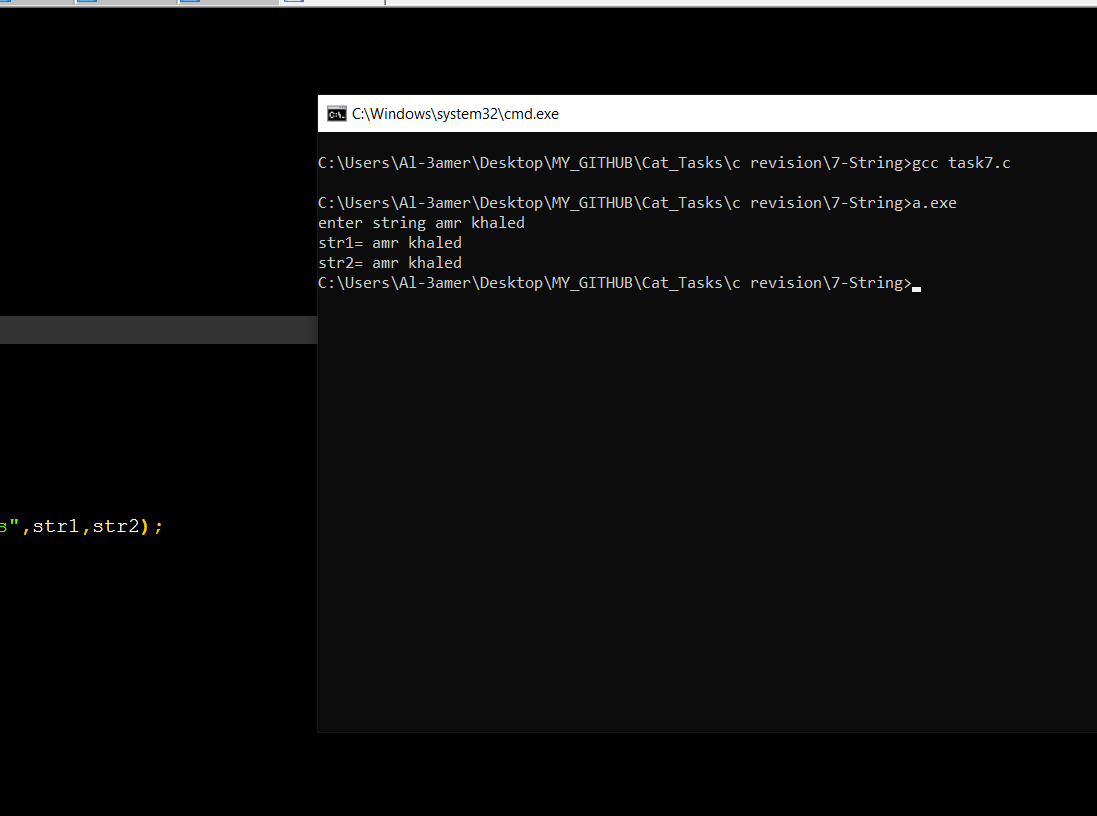 C:\Windows\system32\cmd.exe
C:\Users\Al-3amer\Desktop\MY_GITHUB\Cat_Tasks\c revision\7-String>gcc task7.c
C:\Users\Al-3amer\Desktop\MY_GITHUB\Cat_Tasks\c revision\7-String>a.exe
enter string amr khaled
str1= amr khaled
str2= amr khaled
C:\Users\Al-3amer\Desktop\MY_GITHUB\Cat_Tasks\c revision\7-String>
s",str1,str2);